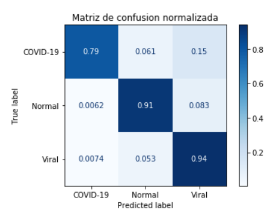 Matriz de confusion normalizada
COVID-19 0.79 0.061 0.15
Normal 0.0062 0.91 0.083
Viral 0.0074 0.053 0.94
True label
COVID-19 Normal Viral
Predicted label
0.8
0.6
0.4
0.2